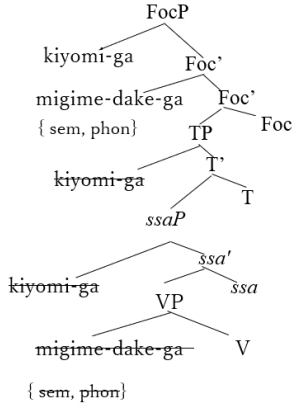 FocP
kiyomi-ga
Foc’
migime-dake-ga
Foc’
{ sem, phon}
TP
Foc
kiyomi-ga
T’
T
ssaP
ssa'
kiyomi-ga
ssa
VP
migime-dake-ga
V
{ sem, phon}